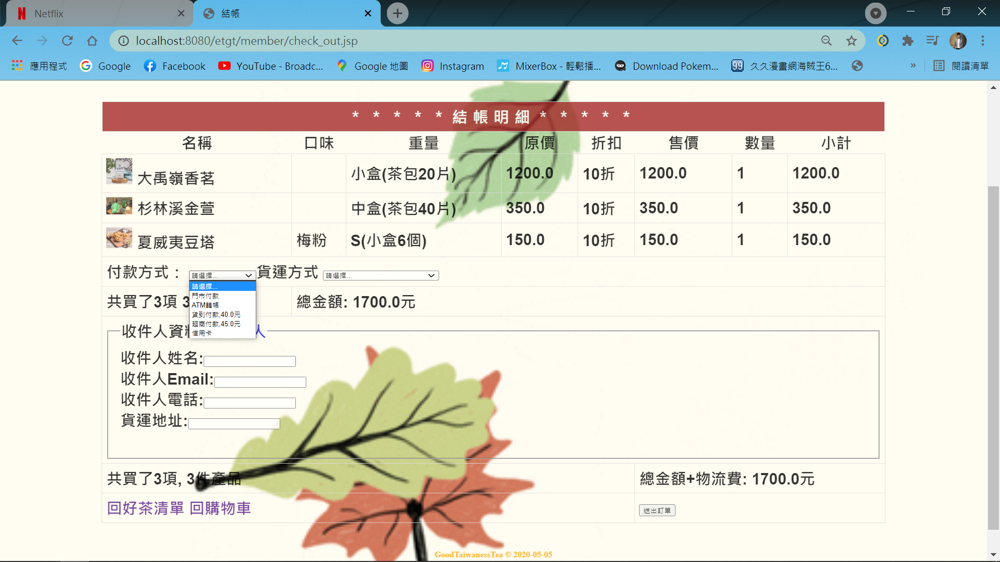 Netflix
結帳
localhost:8080/etgt/member/check_out.jsp
應用程式 Google Facebook YouTube - Broadc... Google 地圖 Instagram MixerBox - 輕鬆播... Download Pokem... 久久漫畫網海賊王6... » 閱讀清單
* * * * * 結帳明細 * * * * *
名稱 口味 重量 原價 折扣 售價 數量 小計
大禹嶺香茗 小盒(茶包20片) 1200.0 10折 1200.0 1 1200.0
杉林溪金萱 中盒(茶包40片) 350.0 10折 350.0 1 350.0
夏威夷豆塔 梅粉 S(小盒6個) 150.0 10折 150.0 1 150.0
付款方式： 請選擇... 貨運方式 請選擇...
請選擇...
門市付款
ATM轉帳
貨到付款,40.0元
超商付款,45.0元
信用卡
共買了3項 3 總金額: 1700.0元
收件人資料 人
收件人姓名:
收件人Email:
收件人電話:
貨運地址:
共買了3項, 3件產品 總金額+物流費: 1700.0元
回好茶清單 回購物車 送出訂單
GoodTaiwanessTea © 2020-05-05